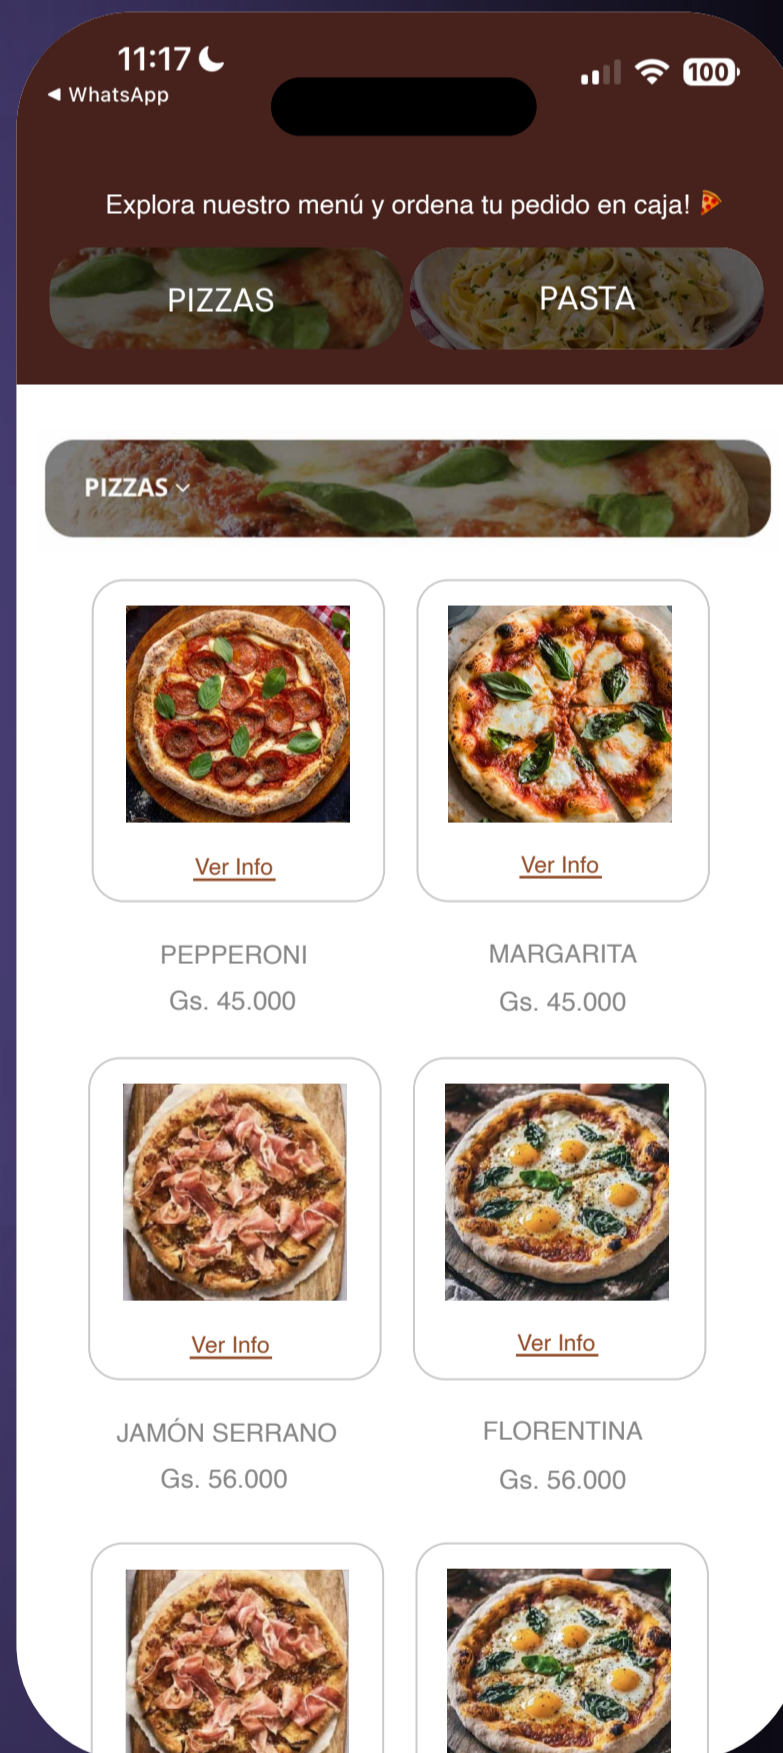 11:17
100
◀ WhatsApp
Explora nuestro menú y ordena tu pedido en caja! 🍕
PIZZAS
PASTA
PIZZAS
Ver Info
Ver Info
PEPPERONI
MARGARITA
Gs. 45.000
Gs. 45.000
Ver Info
Ver Info
JAMÓN SERRANO
FLORENTINA
Gs. 56.000
Gs. 56.000